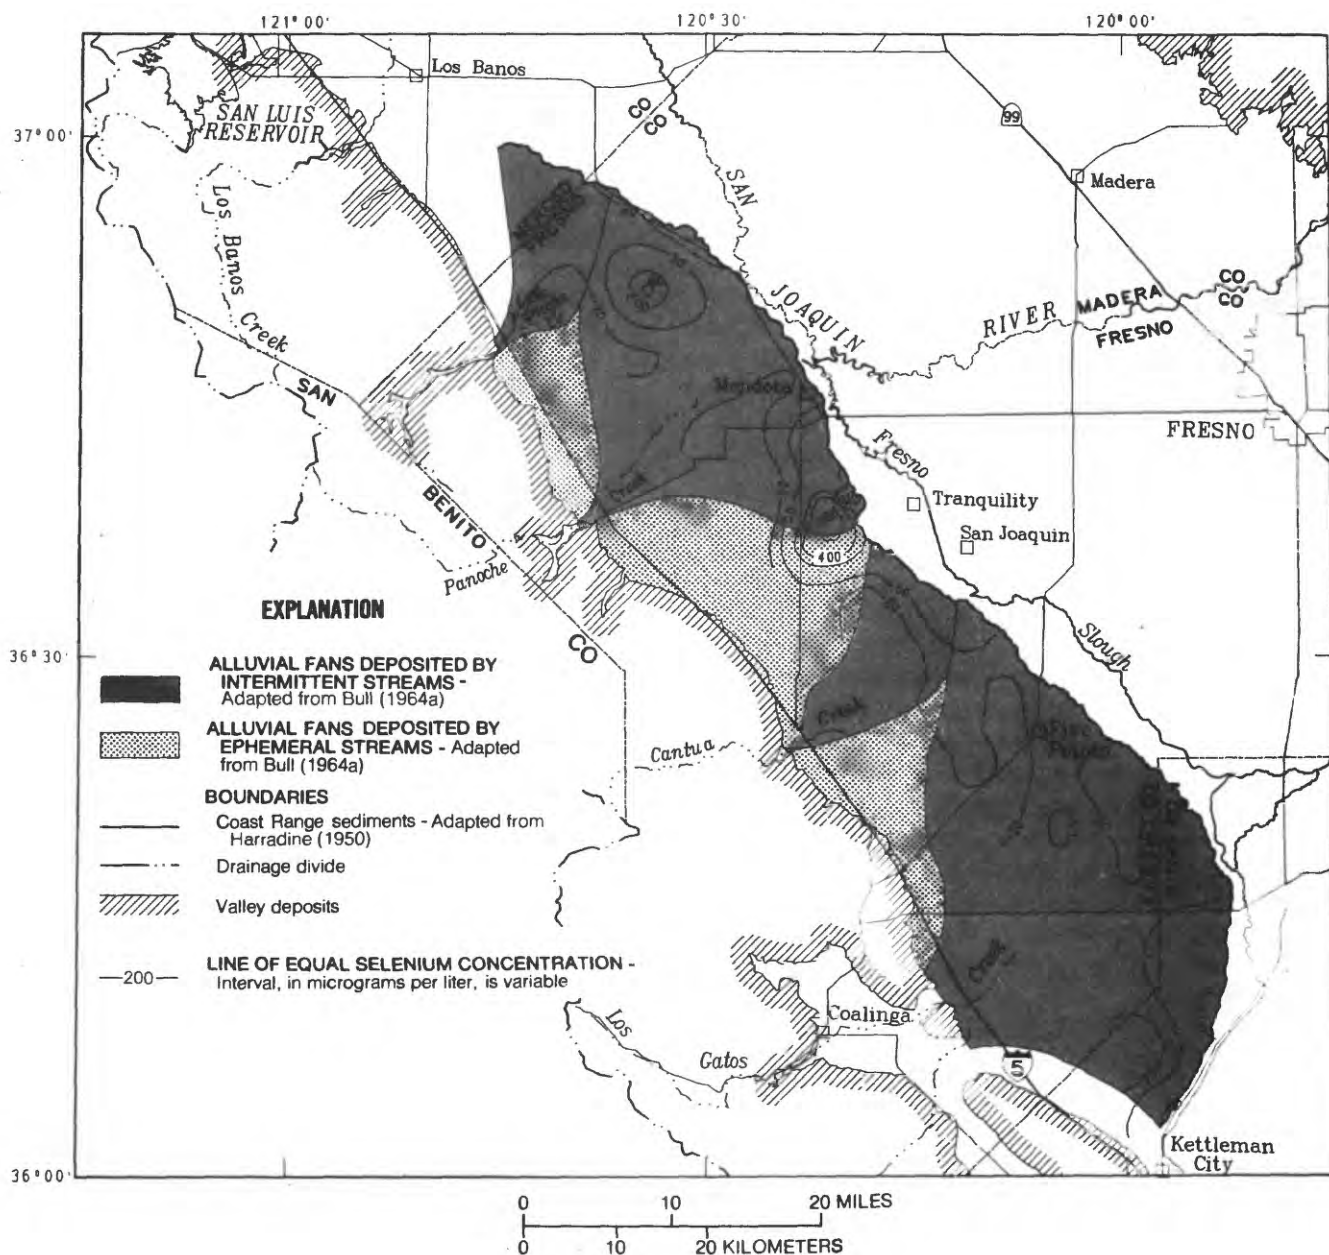 121° 00'
120° 30'
120° 00'
Los Banos
SAN LUIS
RESERVOIR
CO
CO
99
37° 00'
SAN
Madera
Los Banos
Creek
MERCED
FRESNO
JOAQUIN
RIVER
MADERA
FRESNO
CO
CO
SAN
Mendota
Fresno
FRESNO
BENITO
Creek
Tranquility
San Joaquin
400
Panoche
EXPLANATION
CO
Slough
36° 30'
ALLUVIAL FANS DEPOSITED BY
INTERMITTENT STREAMS -
Adapted from Bull (1964a)
Creek
Five
Points
ALLUVIAL FANS DEPOSITED BY
EPHEMERAL STREAMS - Adapted
from Bull (1964a)
Cantua
BOUNDARIES
Coast Range sediments - Adapted from
Harradine (1950)
Drainage divide
Valley deposits
200
LINE OF EQUAL SELENIUM CONCENTRATION -
Interval, in micrograms per liter, is variable
Creek
Los
Coalinga
Gatos
5
Kettleman
City
36° 00'
0 10 20 MILES
0 10 20 KILOMETERS